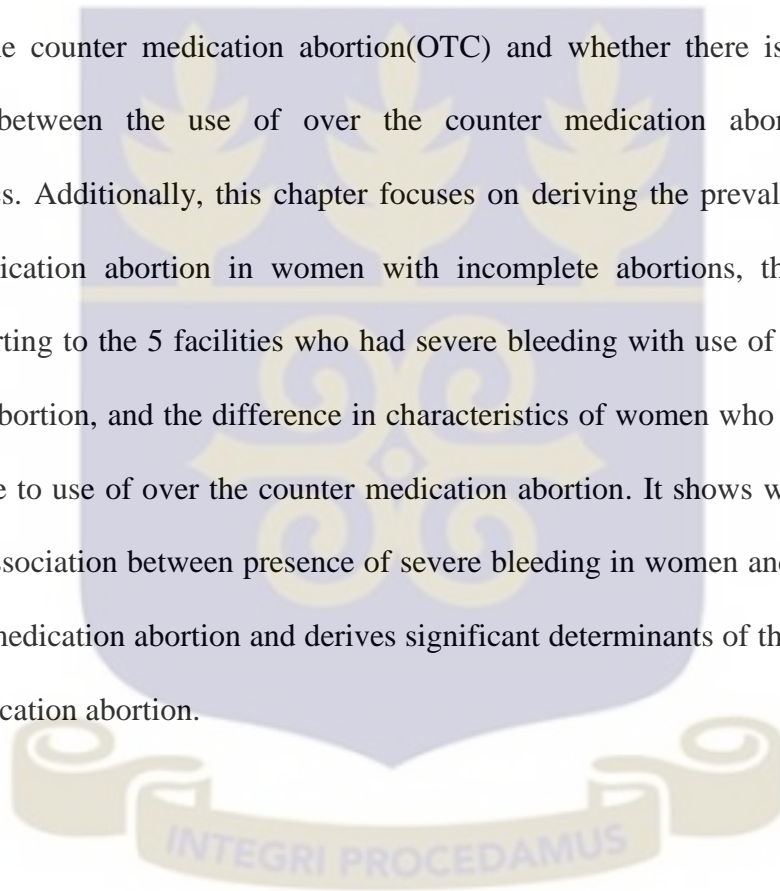 e counter medication abortion(OTC) and whether there is
between the use of over the counter medication abor
s. Additionally, this chapter focuses on deriving the preval
ication abortion in women with incomplete abortions, th
rting to the 5 facilities who had severe bleeding with use of
bortion, and the difference in characteristics of women who
e to use of over the counter medication abortion. It shows w
ssociation between presence of severe bleeding in women and
medication abortion and derives significant determinants of th
cation abortion.
INTEGRI PROCEDAMUS